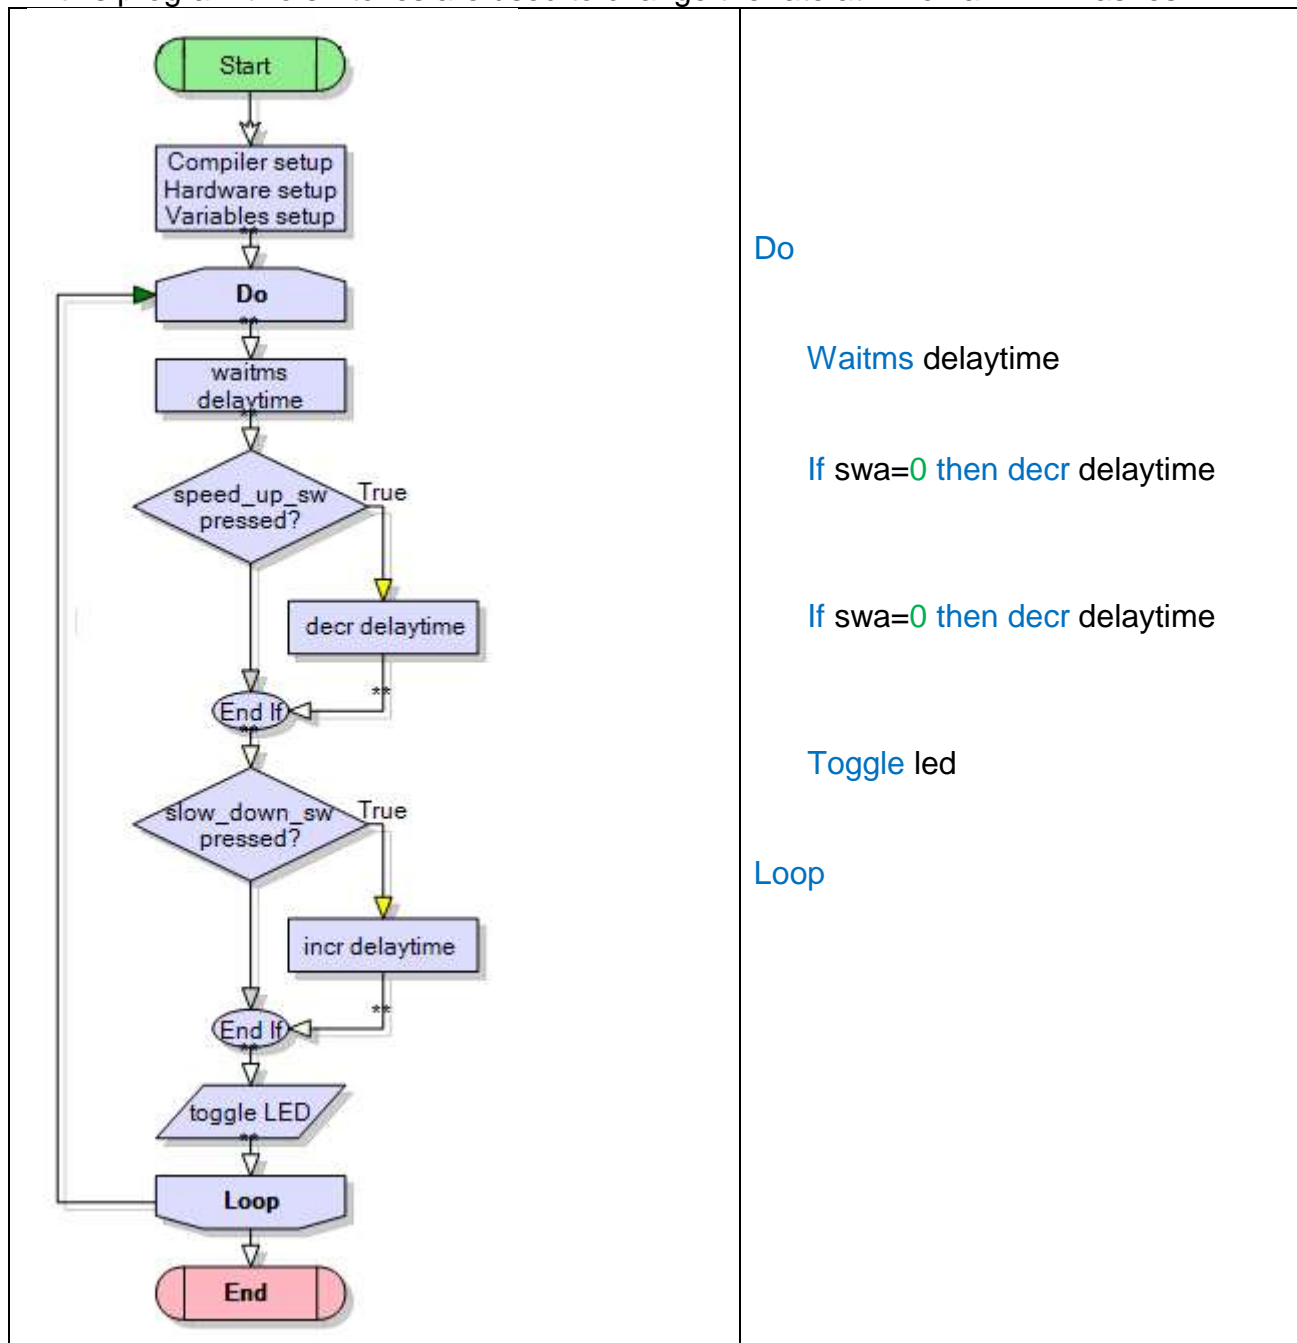 Start
Compiler setup
Hardware setup
Variables setup
**
Do
**
waitms
delaytime
**
speed_up_sw
pressed?
True
decr delaytime
**
End If
**
slow_down_sw
pressed?
True
incr delaytime
**
End If
**
toggle LED
**
Loop
End
Do
Waitms delaytime
If swa=0 then decr delaytime
If swa=0 then decr delaytime
Toggle led
Loop